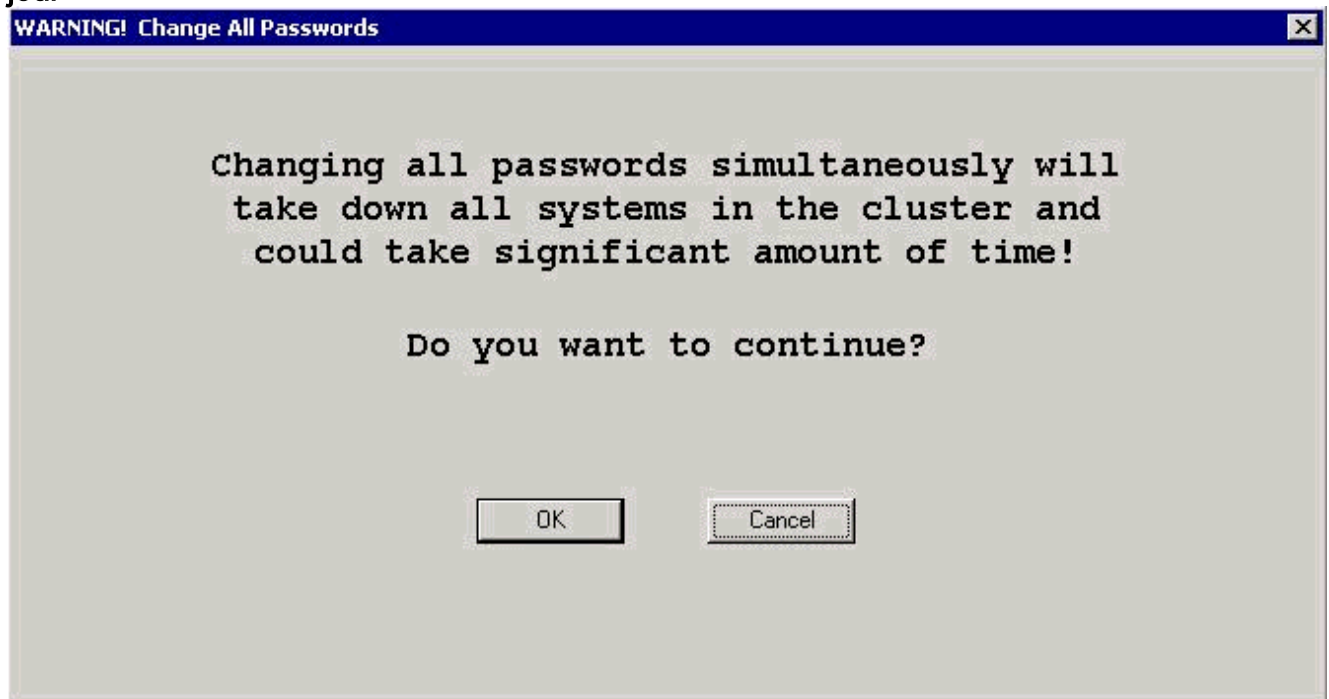 WARNING! Change All Passwords
Changing all passwords simultaneously will
take down all systems in the cluster and
could take significant amount of time!
Do you want to continue?
OK
Cancel